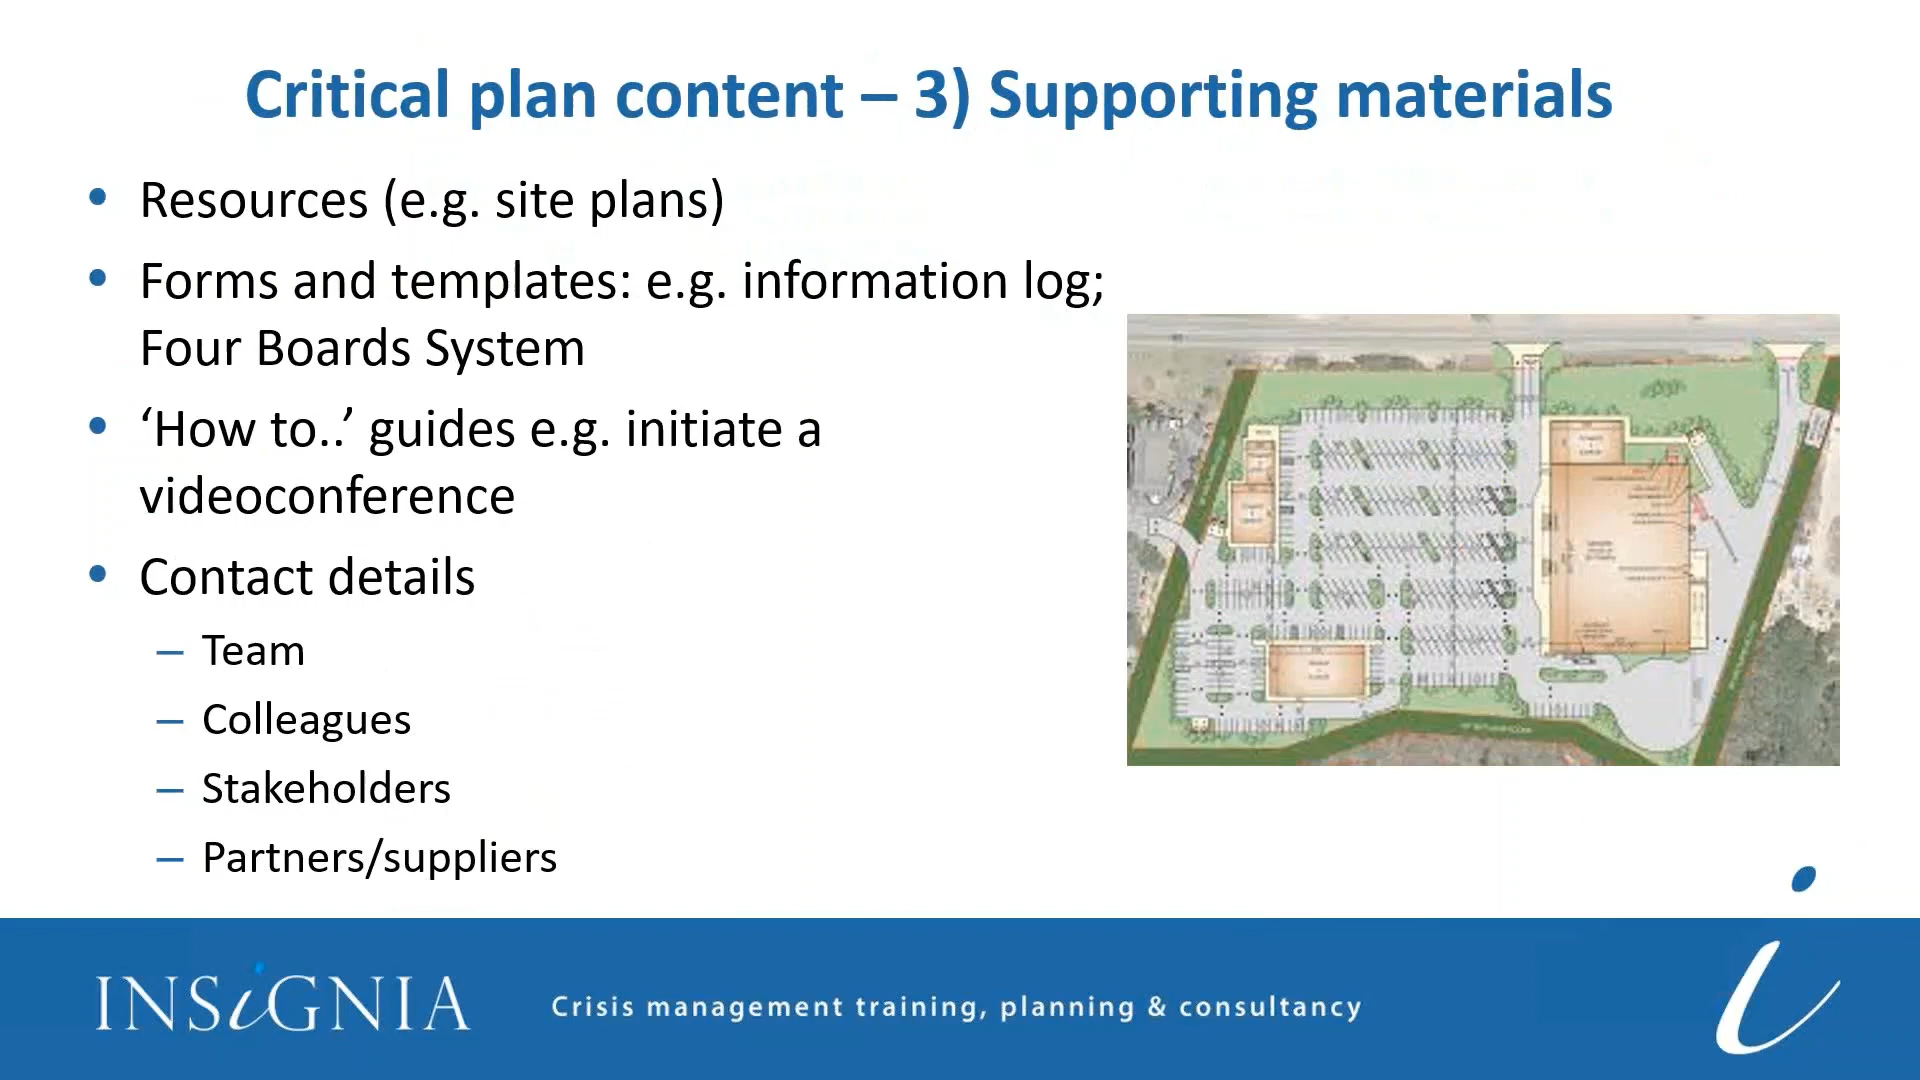 Critical plan content – 3) Supporting materials
• Resources (e.g. site plans)
• Forms and templates: e.g. information log;
Four Boards System
• ‘How to..’ guides e.g. initiate a
videoconference
• Contact details
– Team
– Colleagues
– Stakeholders
– Partners/suppliers
INSiGNIA
Crisis management training, planning & consultancy
i